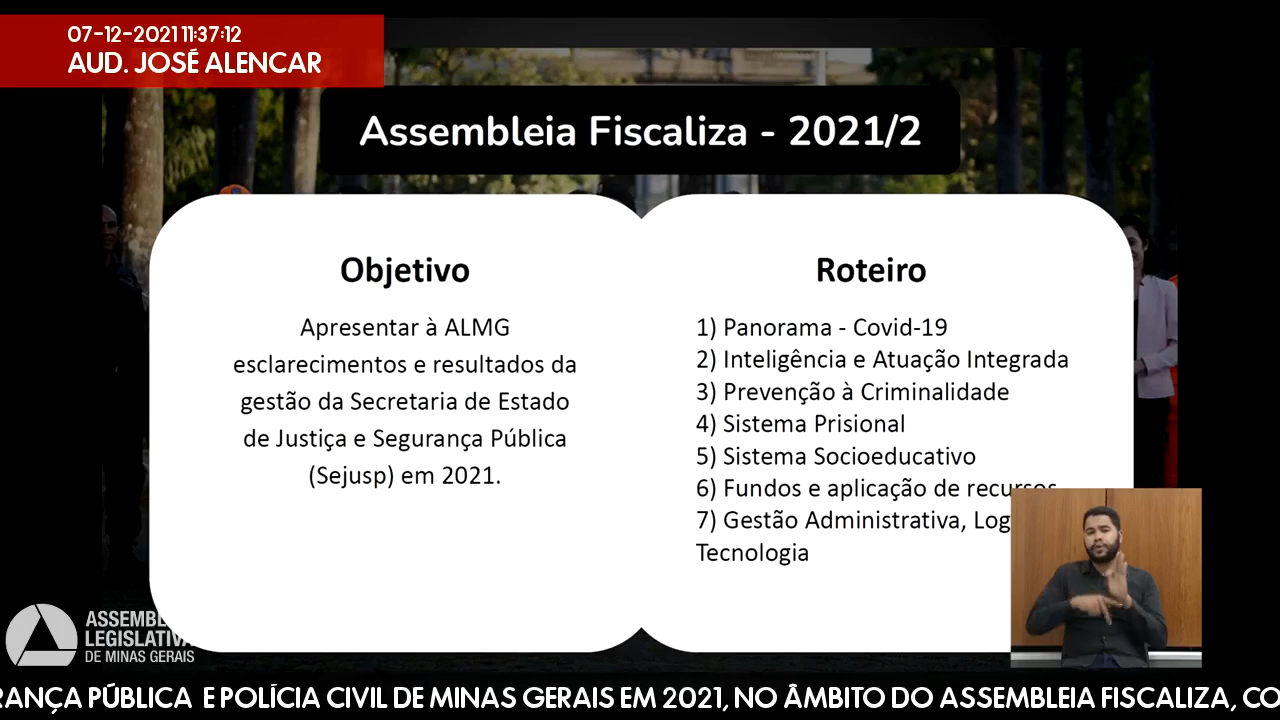 07-12-2021 11:37:12
AUD. JOSÉ ALENCAR
Assembleia Fiscaliza - 2021/2
Objetivo
Apresentar à ALMG
esclarecimentos e resultados da
gestão da Secretaria de Estado
de Justiça e Segurança Pública
(Sejusp) em 2021.
Roteiro
1) Panorama - Covid-19
2) Inteligência e Atuação Integrada
3) Prevenção à Criminalidade
4) Sistema Prisional
5) Sistema Socioeducativo
6) Fundos e aplicação de recursos
7) Gestão Administrativa, Log
Tecnologia
ASSEMBLE
LEGISLATIVA
DE MINAS GERAIS
RANÇA PÚBLICA E POLÍCIA CIVIL DE MINAS GERAIS EM 2021, NO ÂMBITO DO ASSEMBLEIA FISCALIZA, CO